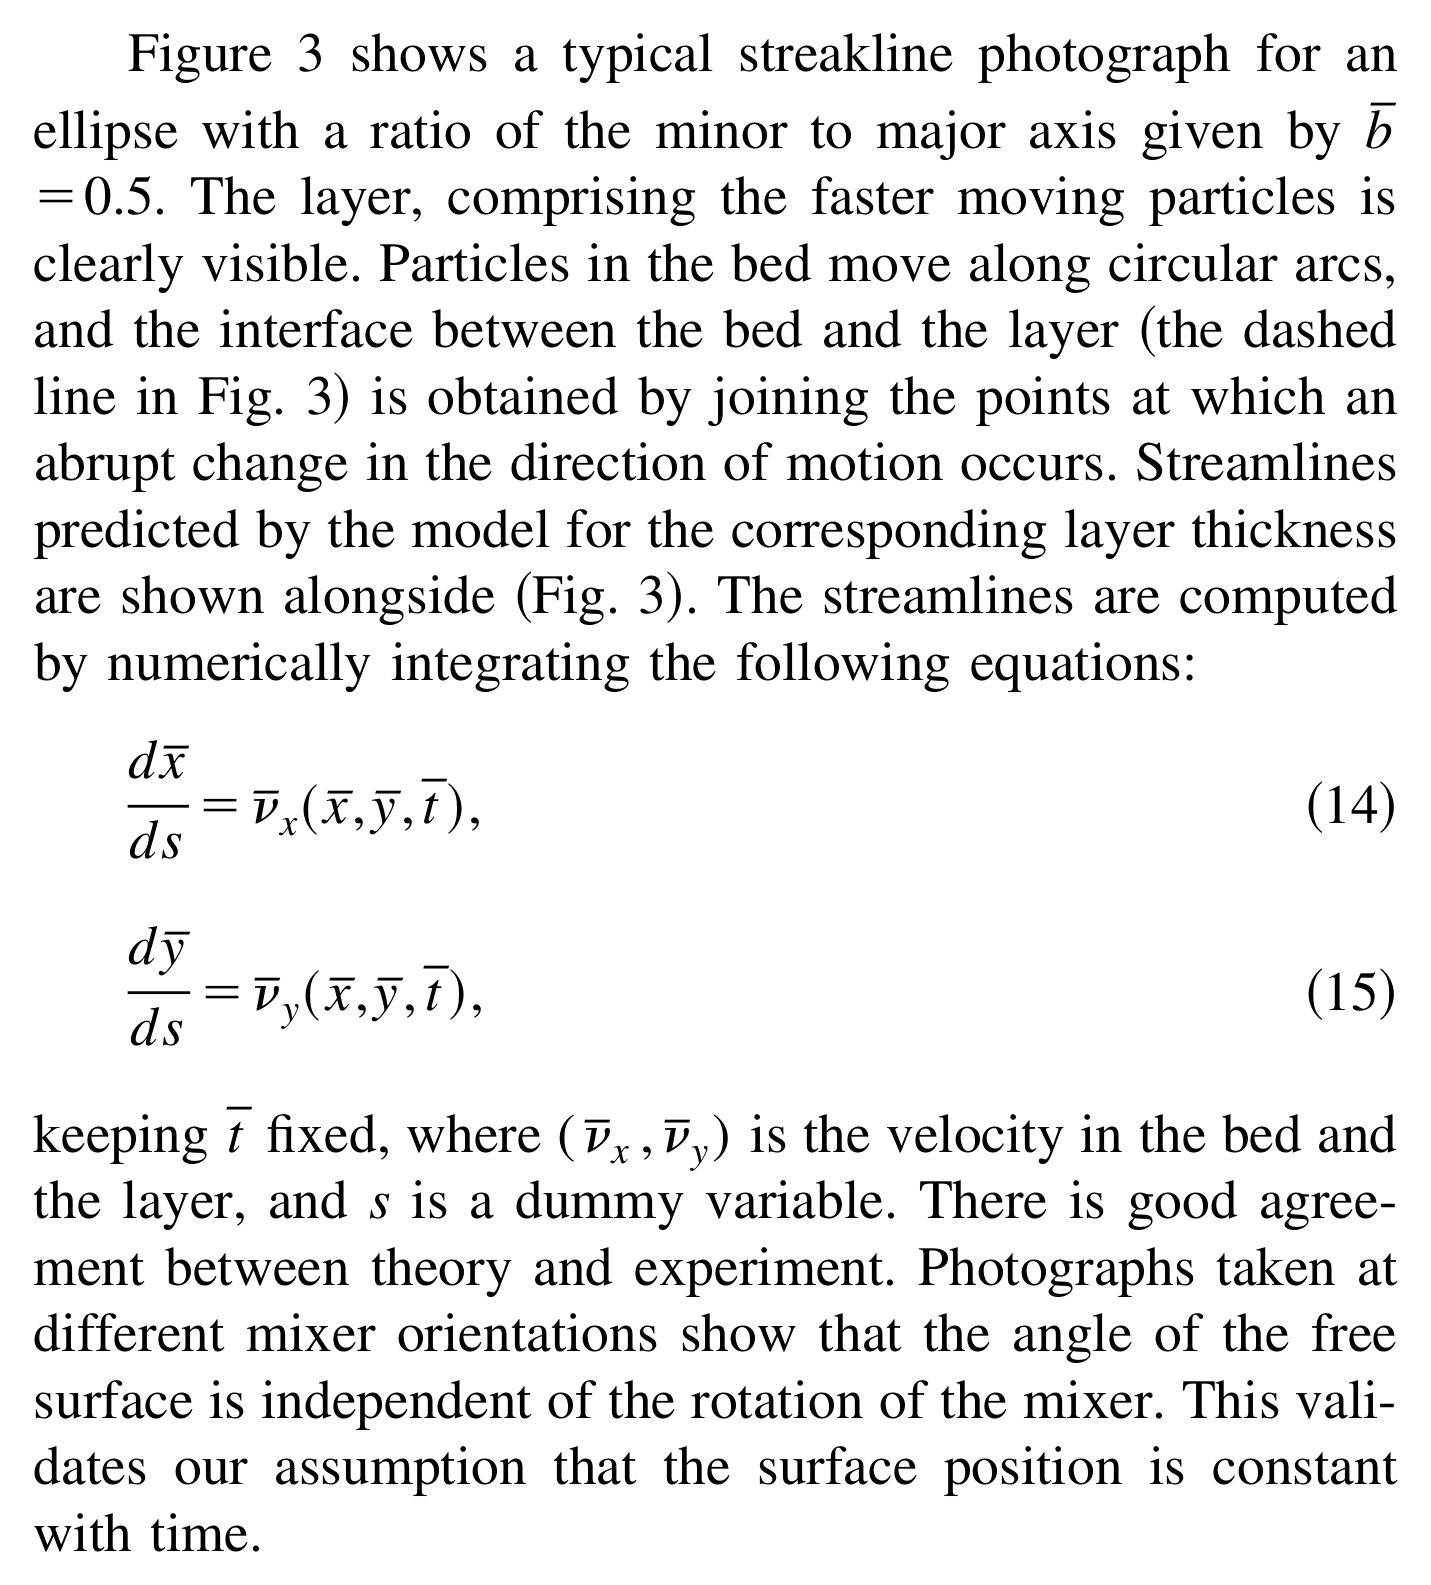 Figure 3 shows a typical streakline photograph for an
ellipse with a ratio of the minor to major axis given by b̅
=0.5. The layer, comprising the faster moving particles is
clearly visible. Particles in the bed move along circular arcs,
and the interface between the bed and the layer (the dashed
line in Fig. 3) is obtained by joining the points at which an
abrupt change in the direction of motion occurs. Streamlines
predicted by the model for the corresponding layer thickness
are shown alongside (Fig. 3). The streamlines are computed
by numerically integrating the following equations:
dx̅/ds = ν̅_x(x̅,y̅,t̅), (14)
dy̅/ds = ν̅_y(x̅,y̅,t̅), (15)
keeping t̅ fixed, where (ν̅_x,ν̅_y) is the velocity in the bed and
the layer, and s is a dummy variable. There is good agree-
ment between theory and experiment. Photographs taken at
different mixer orientations show that the angle of the free
surface is independent of the rotation of the mixer. This vali-
dates our assumption that the surface position is constant
with time.